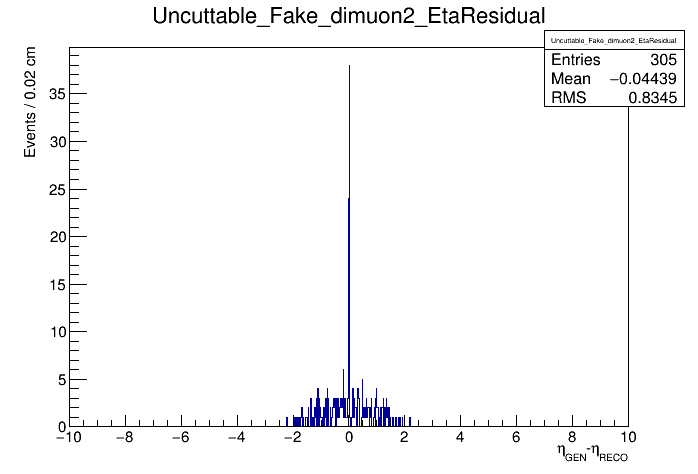 Uncuttable_Fake_dimuon2_EtaResidual
Uncuttable_Fake_dimuon2_EtaResidual
Entries 305
Mean −0.04439
RMS 0.8345
Events / 0.02 cm
35
30
25
20
15
10
5
0
−10 −8 −6 −4 −2 0 2 4 6 8 10
ηGEN-ηRECO